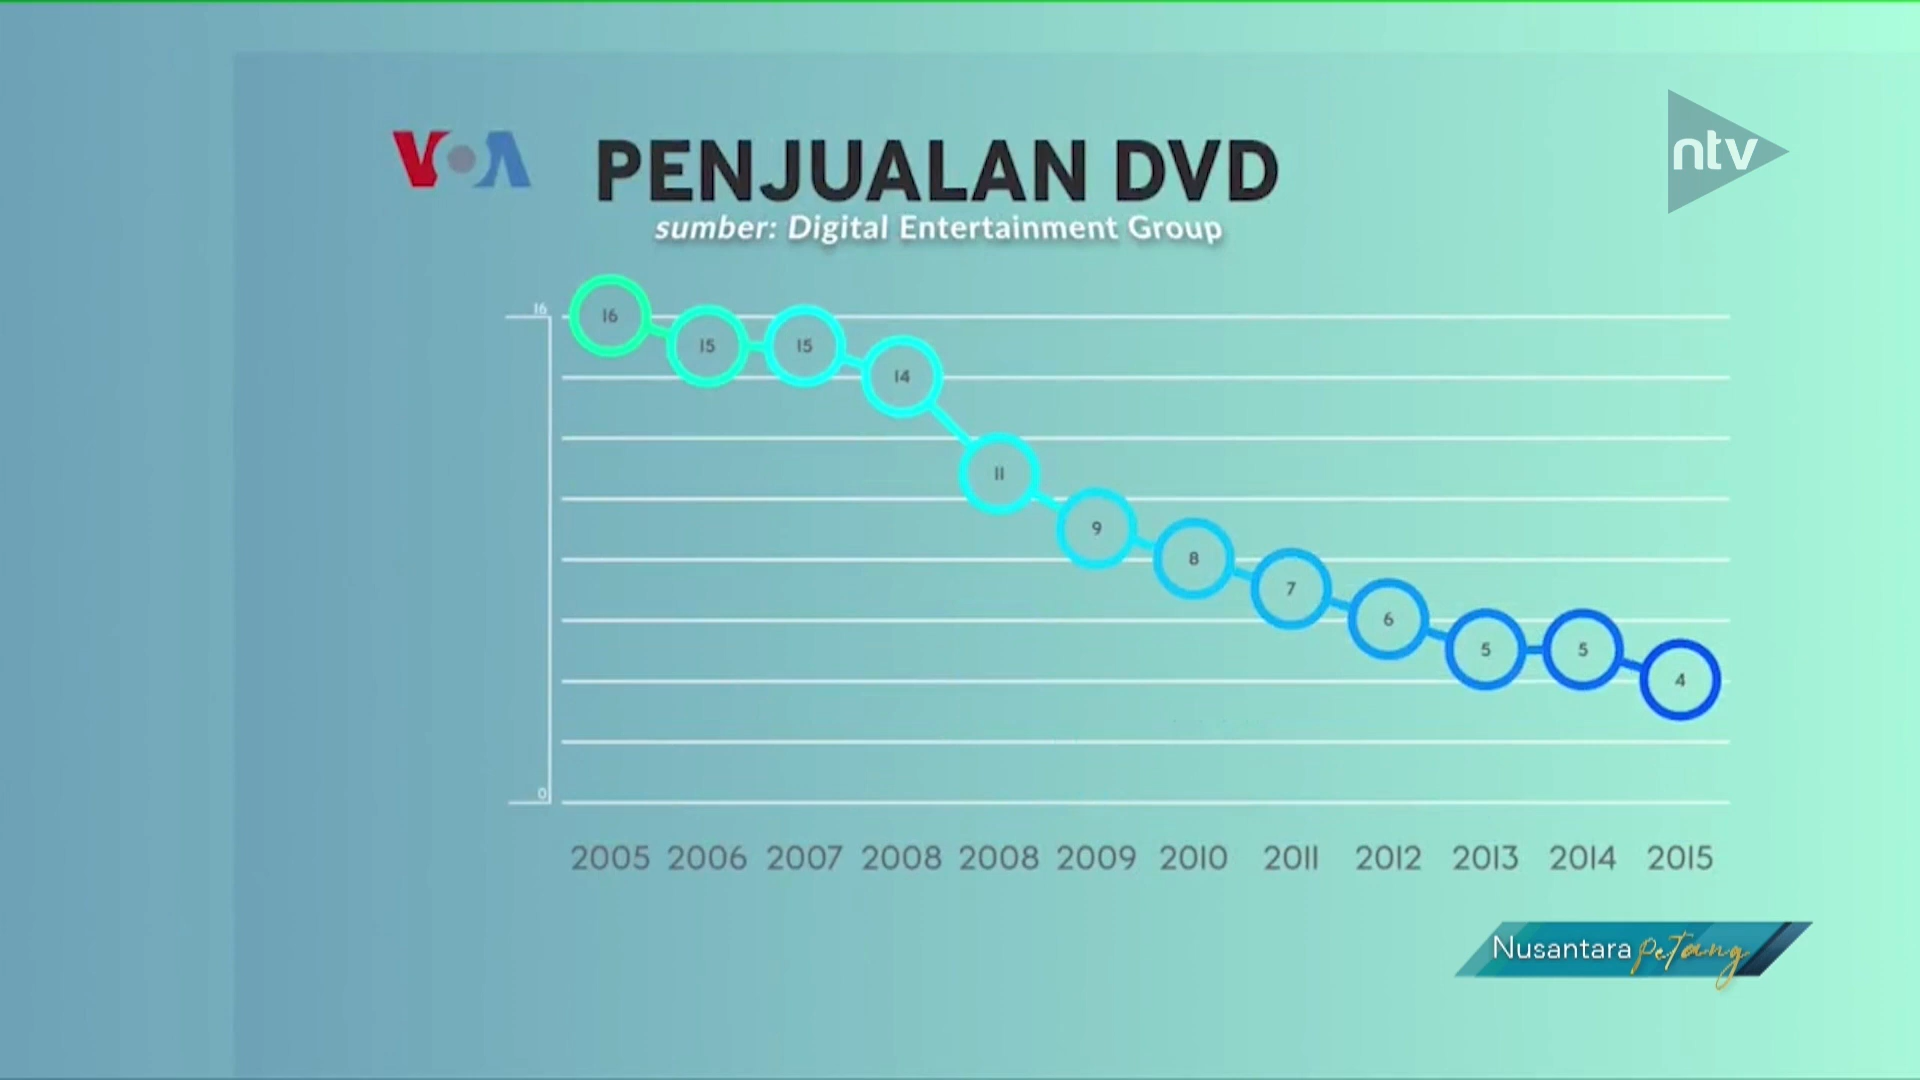 VOA
PENJUALAN DVD
ntv
sumber: Digital Entertainment Group
16
16
15
15
14
11
9
8
7
6
5
5
4
0
2005 2006 2007 2008 2008 2009 2010 2011 2012 2013 2014 2015
Nusantara Petang